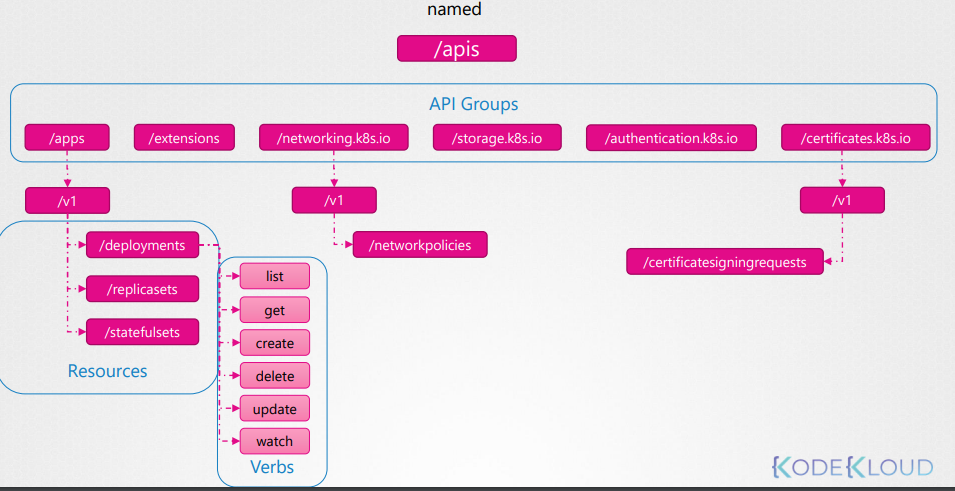 named
/apis
API Groups
/apps
/extensions
/networking.k8s.io
/storage.k8s.io
/authentication.k8s.io
/certificates.k8s.io
/v1
/v1
/v1
/deployments
/networkpolicies
/certificatesigningrequests
/replicasets
/statefulsets
Resources
list
get
create
delete
update
watch
Verbs
KODEKLOUD